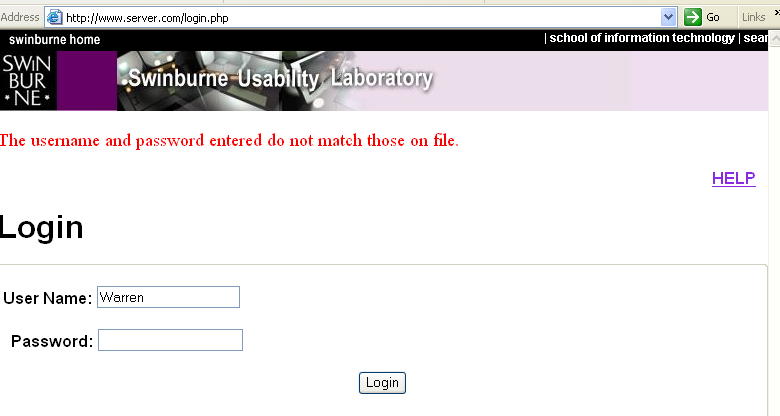 Address http://www.server.com/login.php Go Links »
swinburne home | school of information technology | sear
SWIN
BUR
* NE *
Swinburne Usability Laboratory
The username and password entered do not match those on file.
HELP
Login
User Name: Warren
Password:
Login